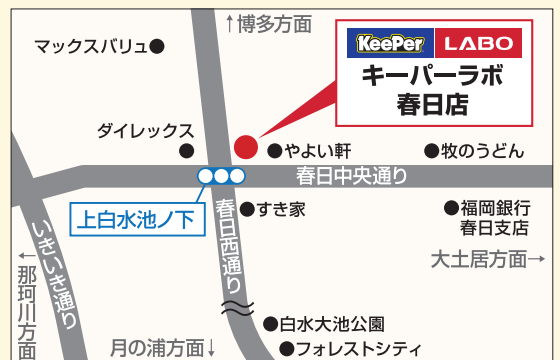 ↑博多方面
マックスバリュ
KeePer LABO
キーパーラボ
春日店
ダイレックス
やよい軒
牧のうどん
春日中央通り
上白水池ノ下
すき家
福岡銀行
春日支店
春日西通り
いきいき通り
大土居方面→
←那珂川方面
白水大池公園
月の浦方面↓
フォレストシティ